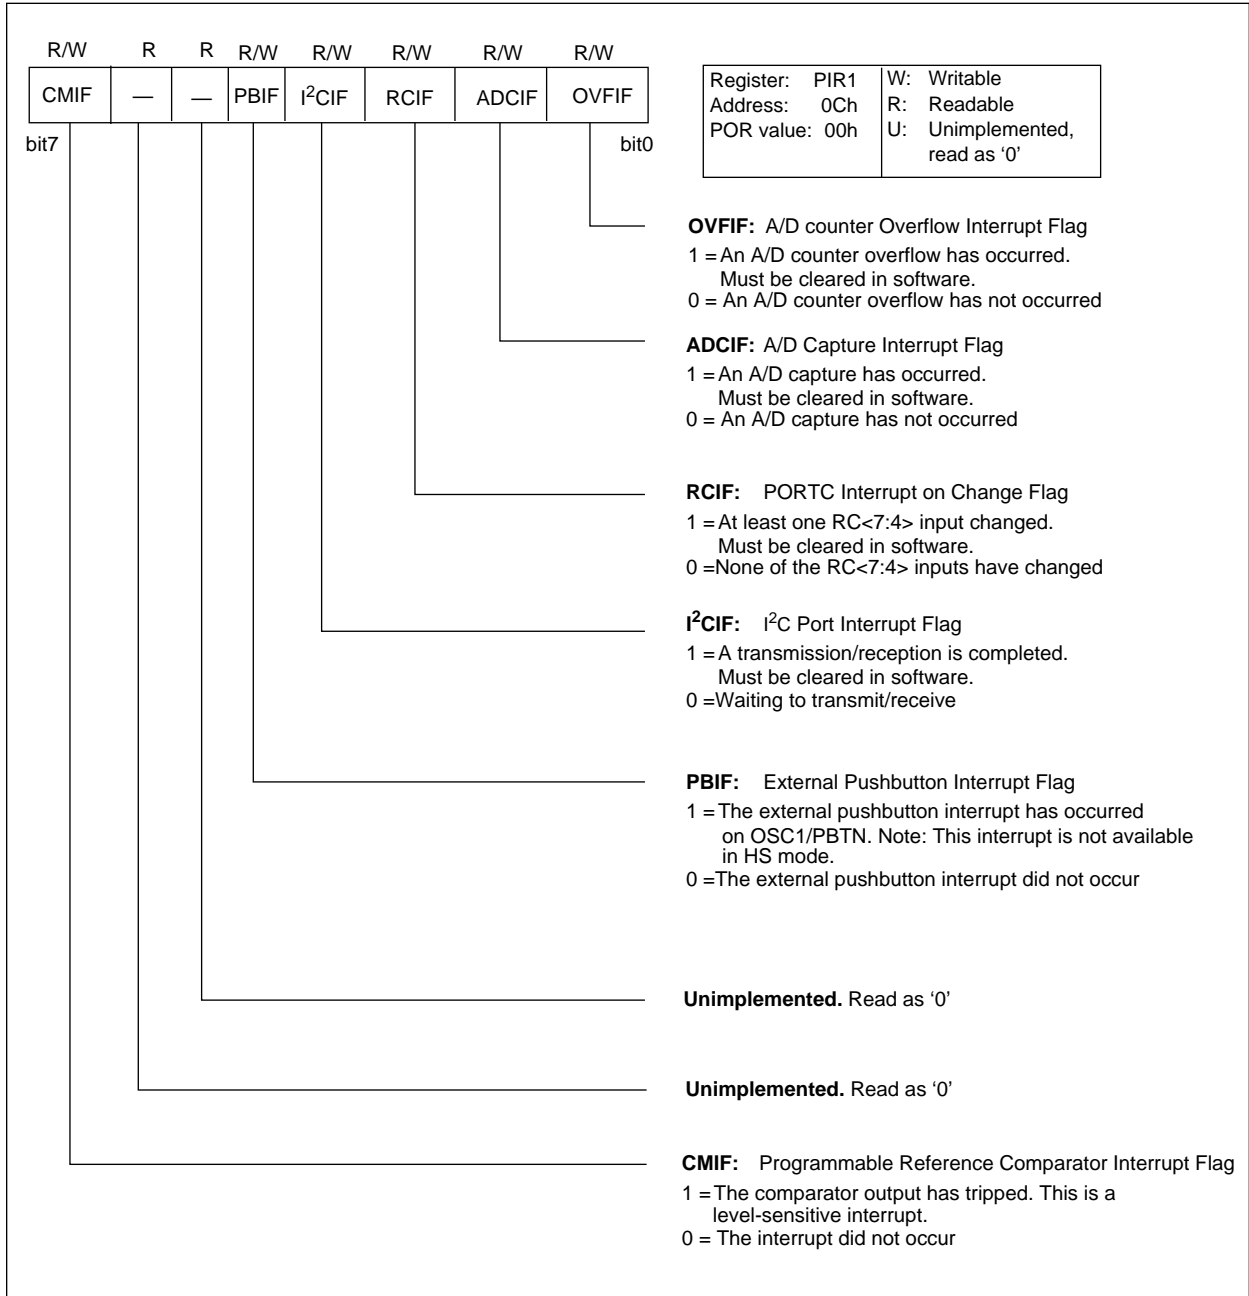 R/W R R R/W R/W R/W R/W R/W
CMIF — — PBIF I²CIF RCIF ADCIF OVFIF
bit7 bit0
Register: PIR1
Address: 0Ch
POR value: 00h
W: Writable
R: Readable
U: Unimplemented,
read as ‘0’
OVFIF: A/D counter Overflow Interrupt Flag
1 = An A/D counter overflow has occurred.
Must be cleared in software.
0 = An A/D counter overflow has not occurred
ADCIF: A/D Capture Interrupt Flag
1 = An A/D capture has occurred.
Must be cleared in software.
0 = An A/D capture has not occurred
RCIF: PORTC Interrupt on Change Flag
1 = At least one RC<7:4> input changed.
Must be cleared in software.
0 =None of the RC<7:4> inputs have changed
I²CIF: I²C Port Interrupt Flag
1 = A transmission/reception is completed.
Must be cleared in software.
0 =Waiting to transmit/receive
PBIF: External Pushbutton Interrupt Flag
1 = The external pushbutton interrupt has occurred
on OSC1/PBTN. Note: This interrupt is not available
in HS mode.
0 =The external pushbutton interrupt did not occur
Unimplemented. Read as ‘0’
Unimplemented. Read as ‘0’
CMIF: Programmable Reference Comparator Interrupt Flag
1 = The comparator output has tripped. This is a
level-sensitive interrupt.
0 = The interrupt did not occur